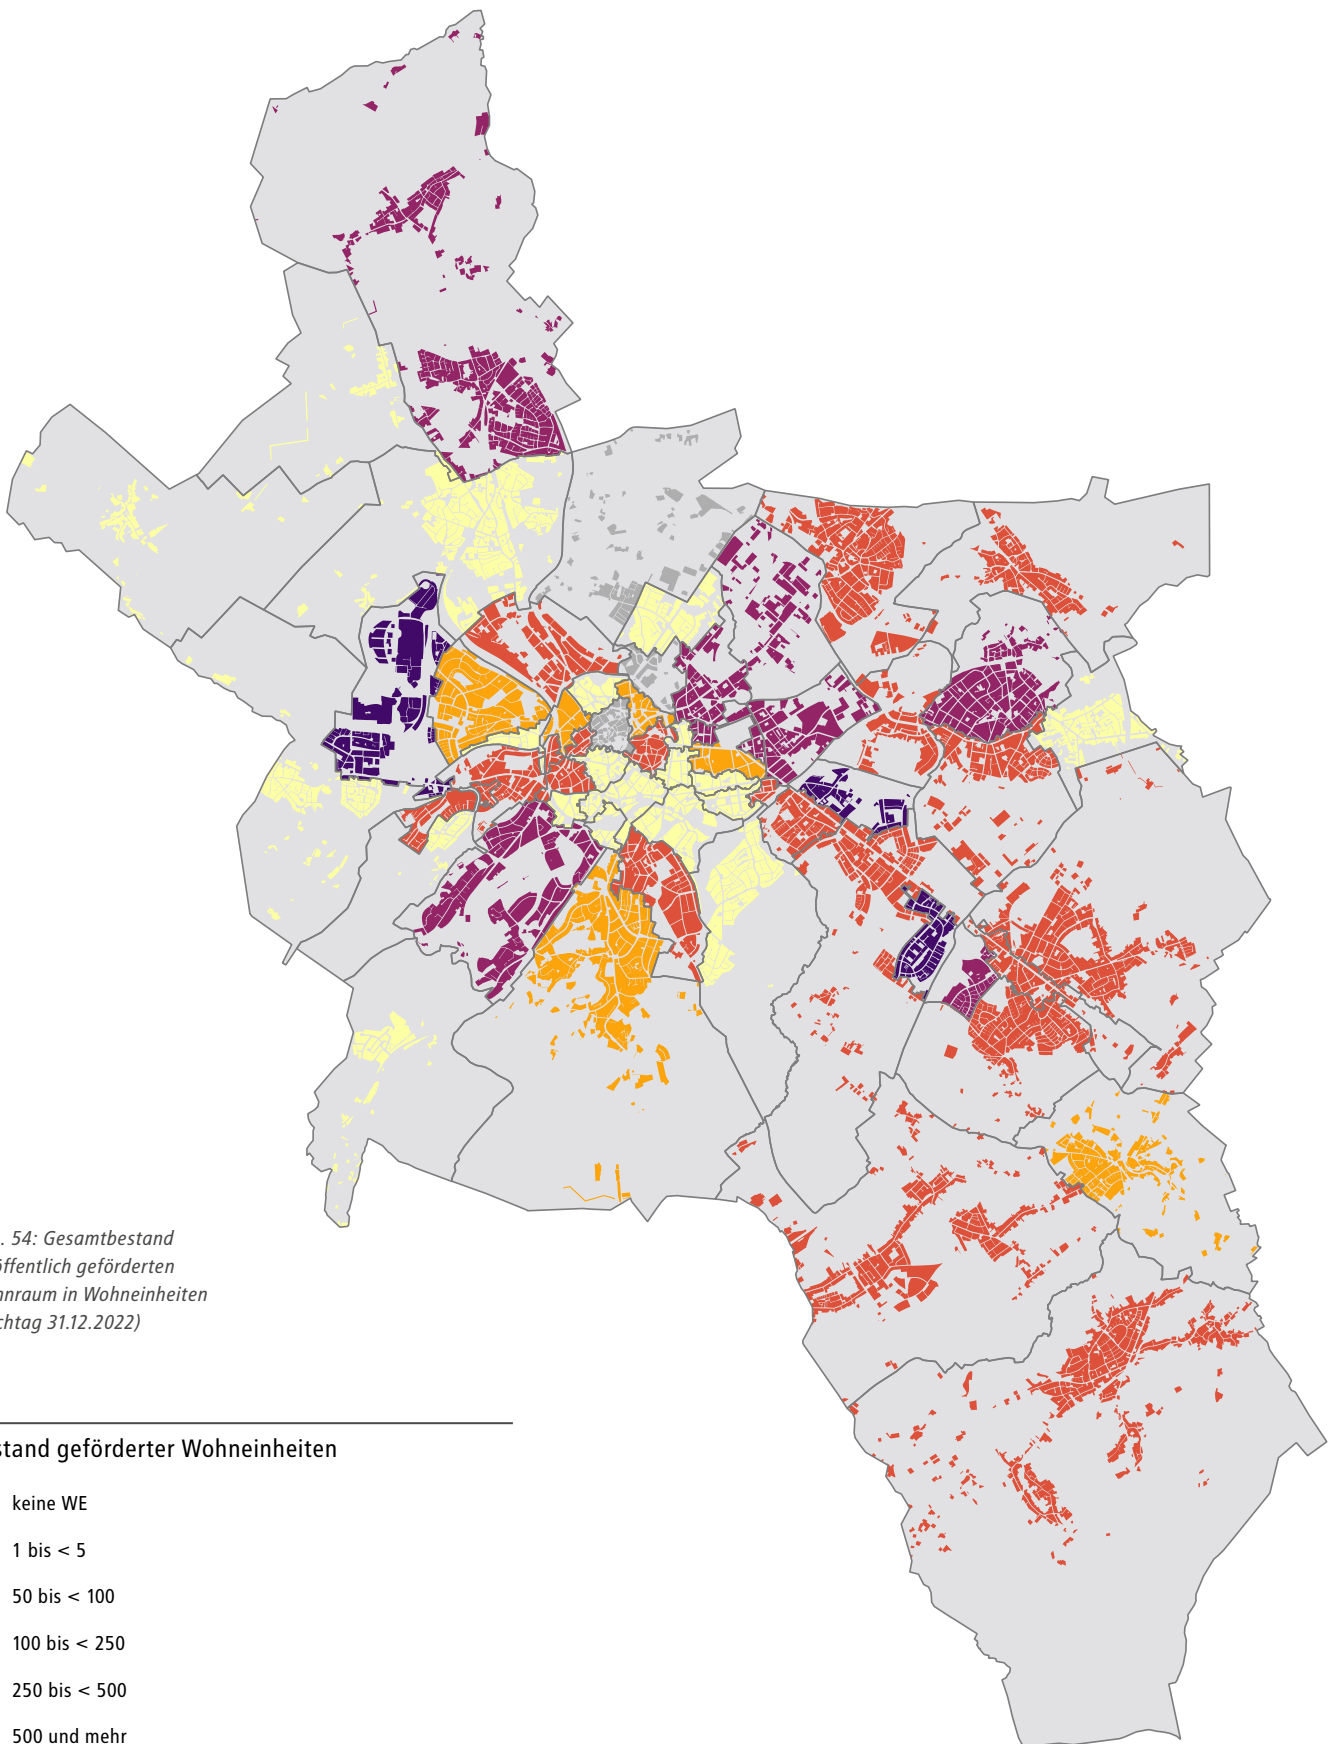 . 54: Gesamtbestand
öffentlich geförderten
hnraum in Wohneinheiten
chtag 31.12.2022)
stand geförderter Wohneinheiten
keine WE
1 bis < 5
50 bis < 100
100 bis < 250
250 bis < 500
500 und mehr